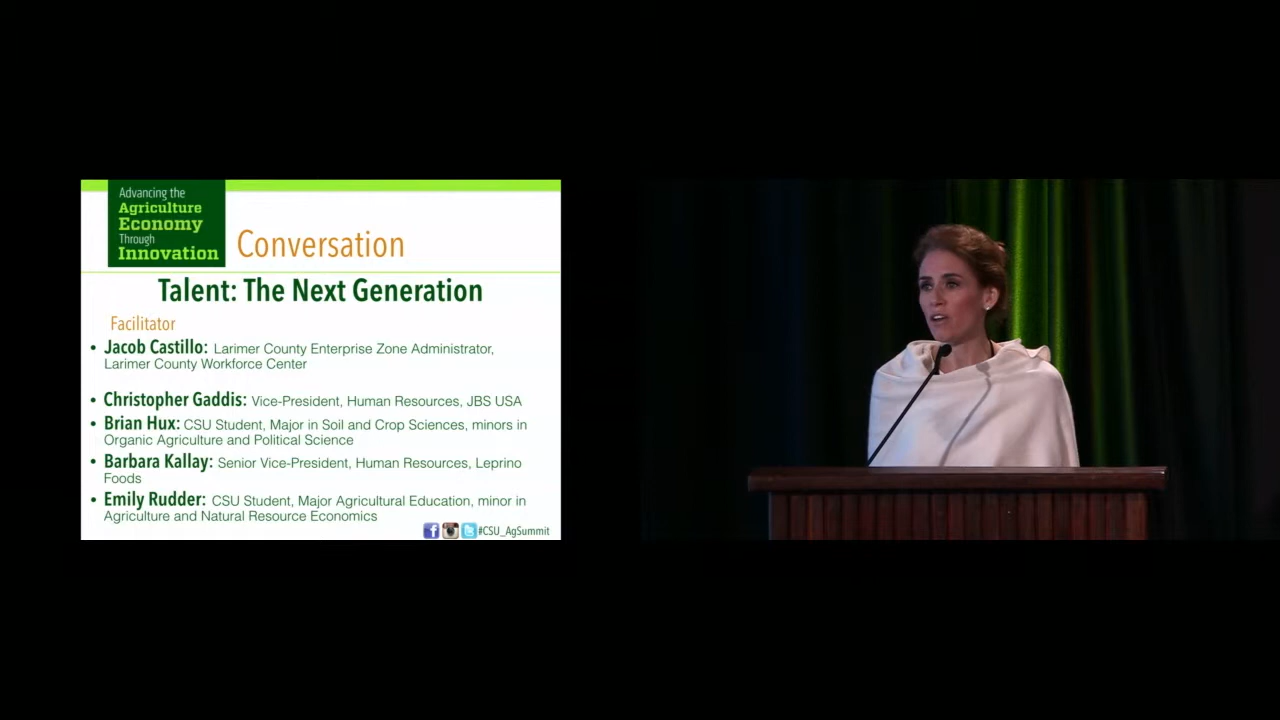 Advancing the
Agriculture
Economy
Through
Innovation
Conversation
Talent: The Next Generation
Facilitator
• Jacob Castillo: Larimer County Enterprise Zone Administrator,
Larimer County Workforce Center
• Christopher Gaddis: Vice-President, Human Resources, JBS USA
• Brian Hux: CSU Student, Major in Soil and Crop Sciences, minors in
Organic Agriculture and Political Science
• Barbara Kallay: Senior Vice-President, Human Resources, Leprino
Foods
• Emily Rudder: CSU Student, Major Agricultural Education, minor in
Agriculture and Natural Resource Economics
#CSU_AgSummit